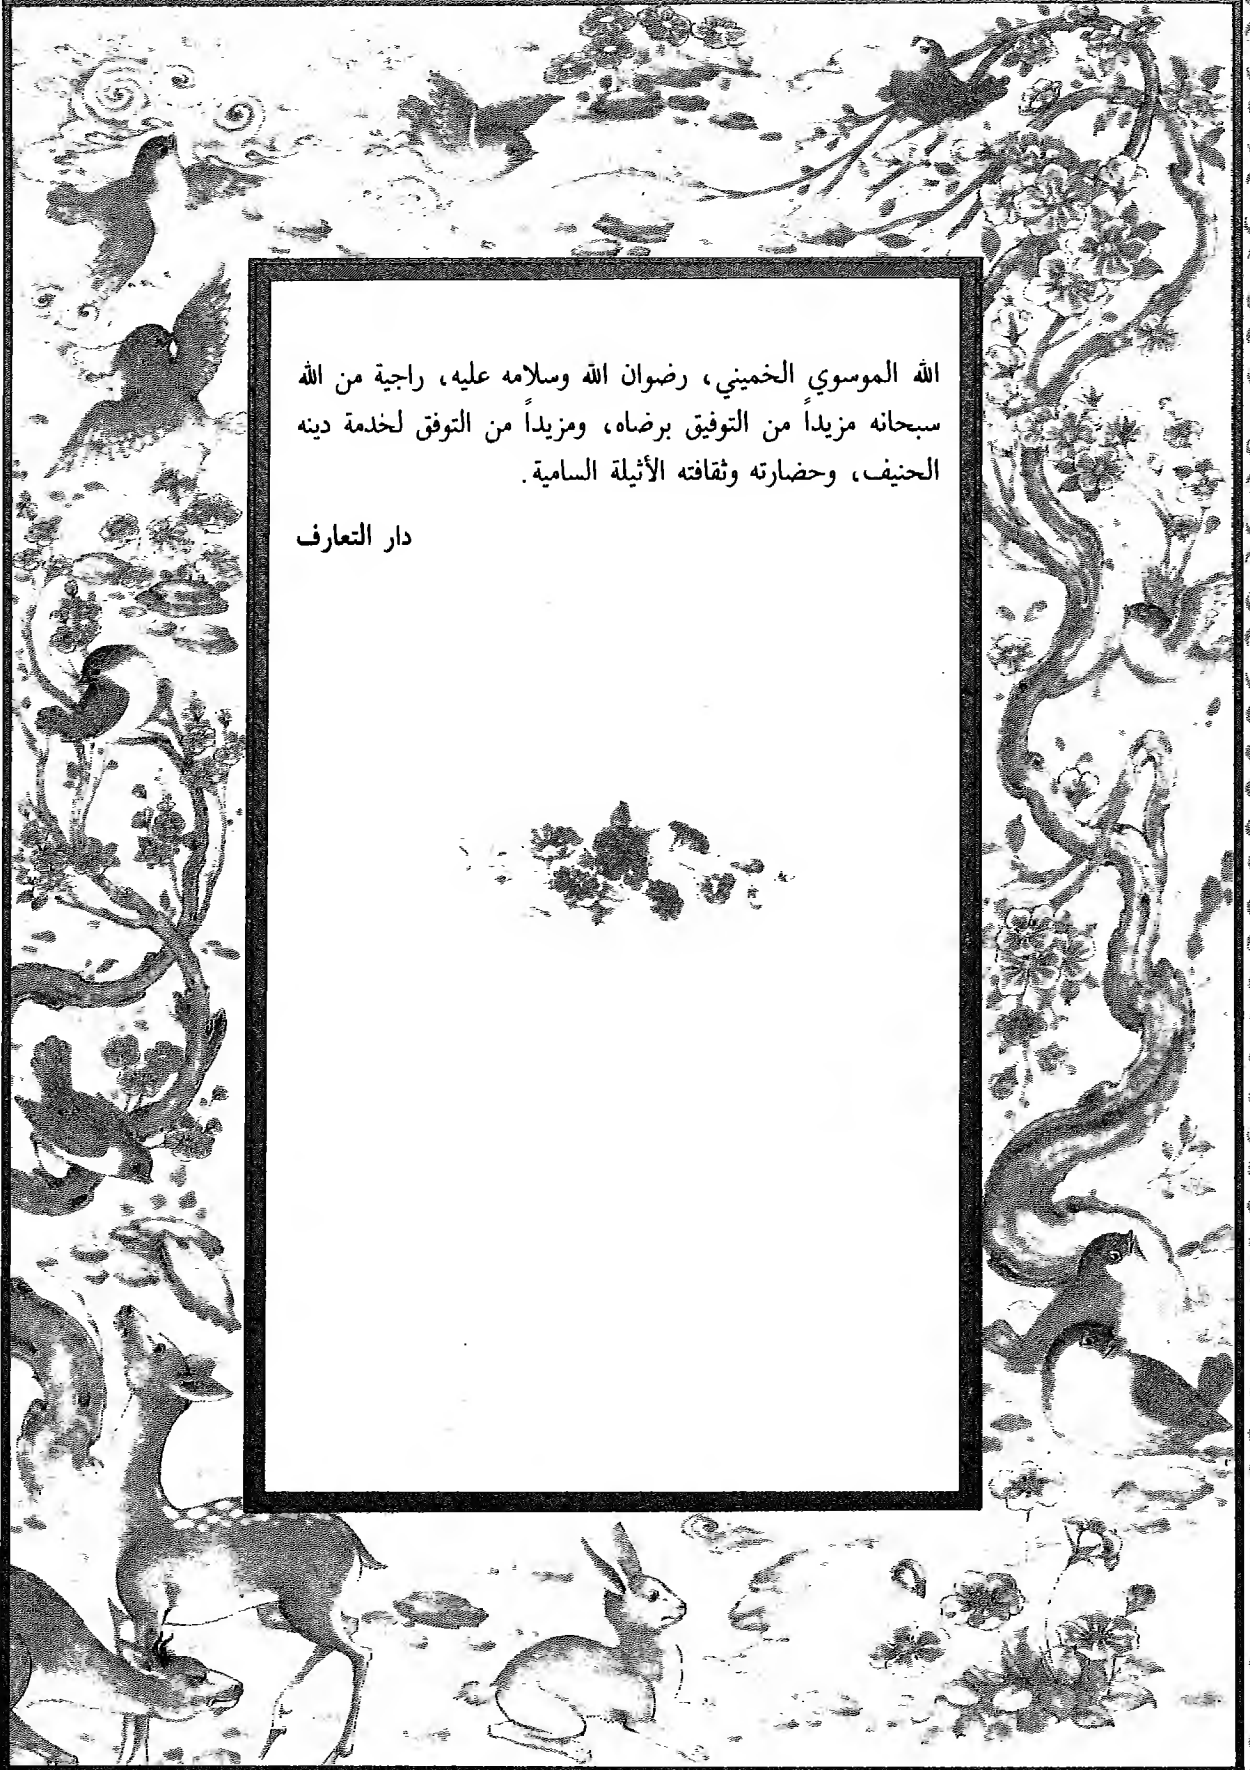 الله الموسوي الخميني، رضوان الله وسلامه عليه، راجية من الله
سبحانه مزيداً من التوفيق برضاه، ومزيداً من التوفق لخدمة دينه
الحنيف، وحضارته وثقافته الأثيلة السامية.
دار التعارف